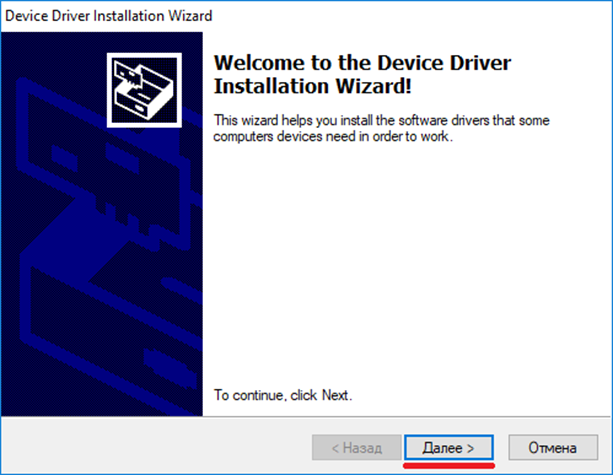 Device Driver Installation Wizard
Welcome to the Device Driver
Installation Wizard!
This wizard helps you install the software drivers that some
computers devices need in order to work.
To continue, click Next.
< Назад
Далее >
Отмена